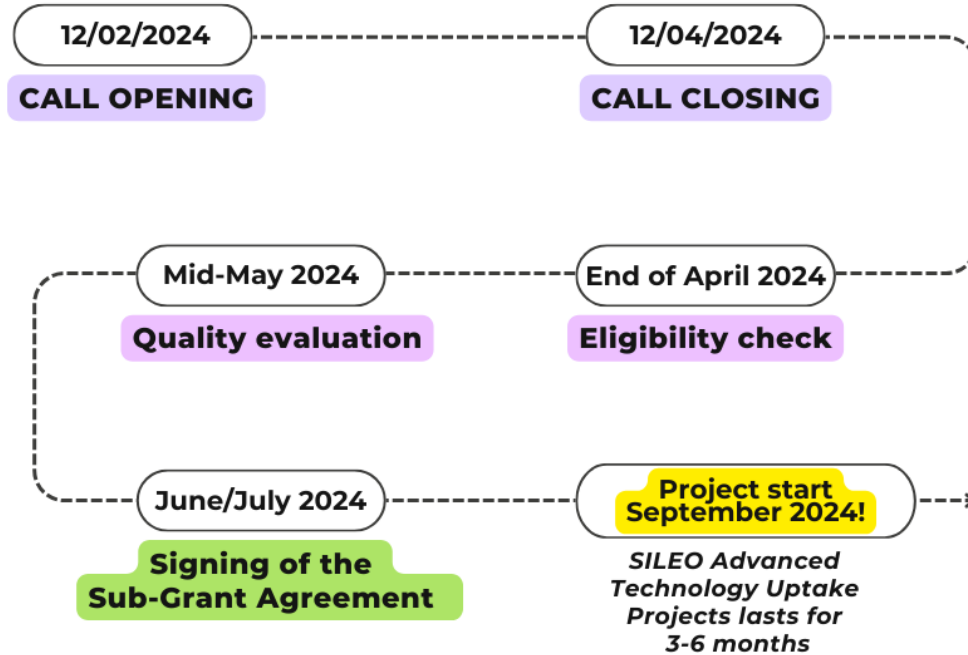 12/02/2024
CALL OPENING
12/04/2024
CALL CLOSING
End of April 2024
Eligibility check
Mid-May 2024
Quality evaluation
June/July 2024
Signing of the
Sub-Grant Agreement
Project start
September 2024!
SILEO Advanced
Technology Uptake
Projects lasts for
3-6 months